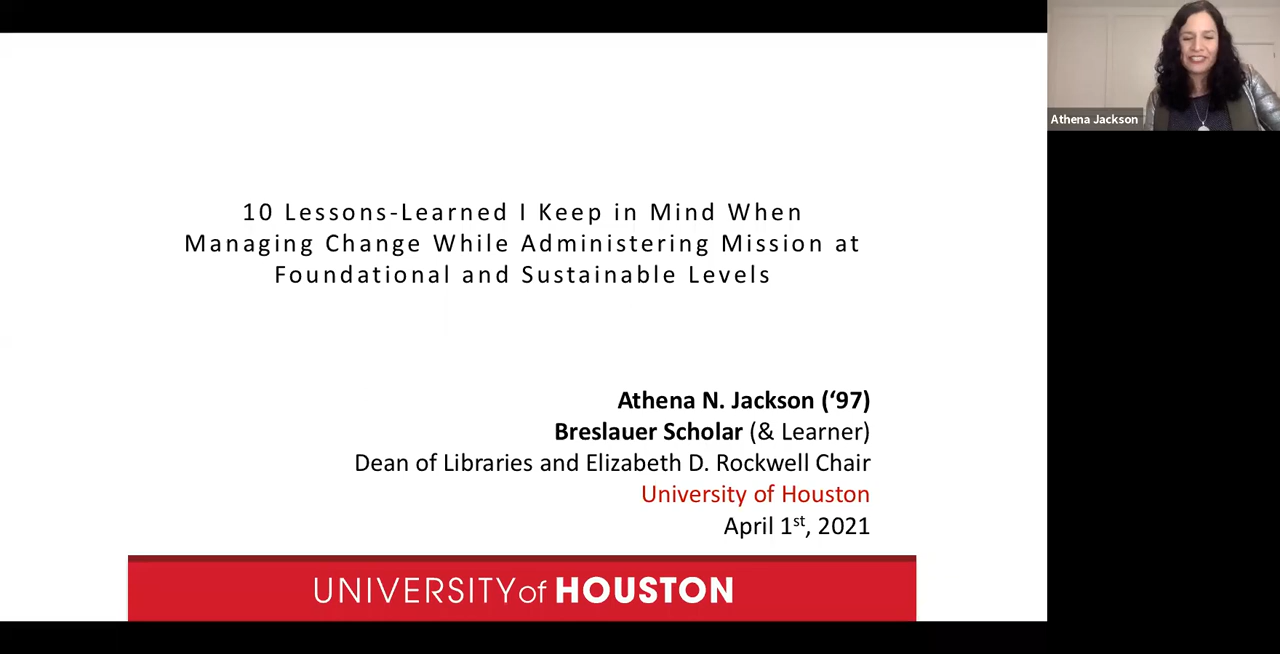 10 Lessons-Learned I Keep in Mind When
Managing Change While Administering Mission at
Foundational and Sustainable Levels
Athena N. Jackson (‘97)
Breslauer Scholar (& Learner)
Dean of Libraries and Elizabeth D. Rockwell Chair
University of Houston
April 1st, 2021
UNIVERSITY of HOUSTON
Athena Jackson